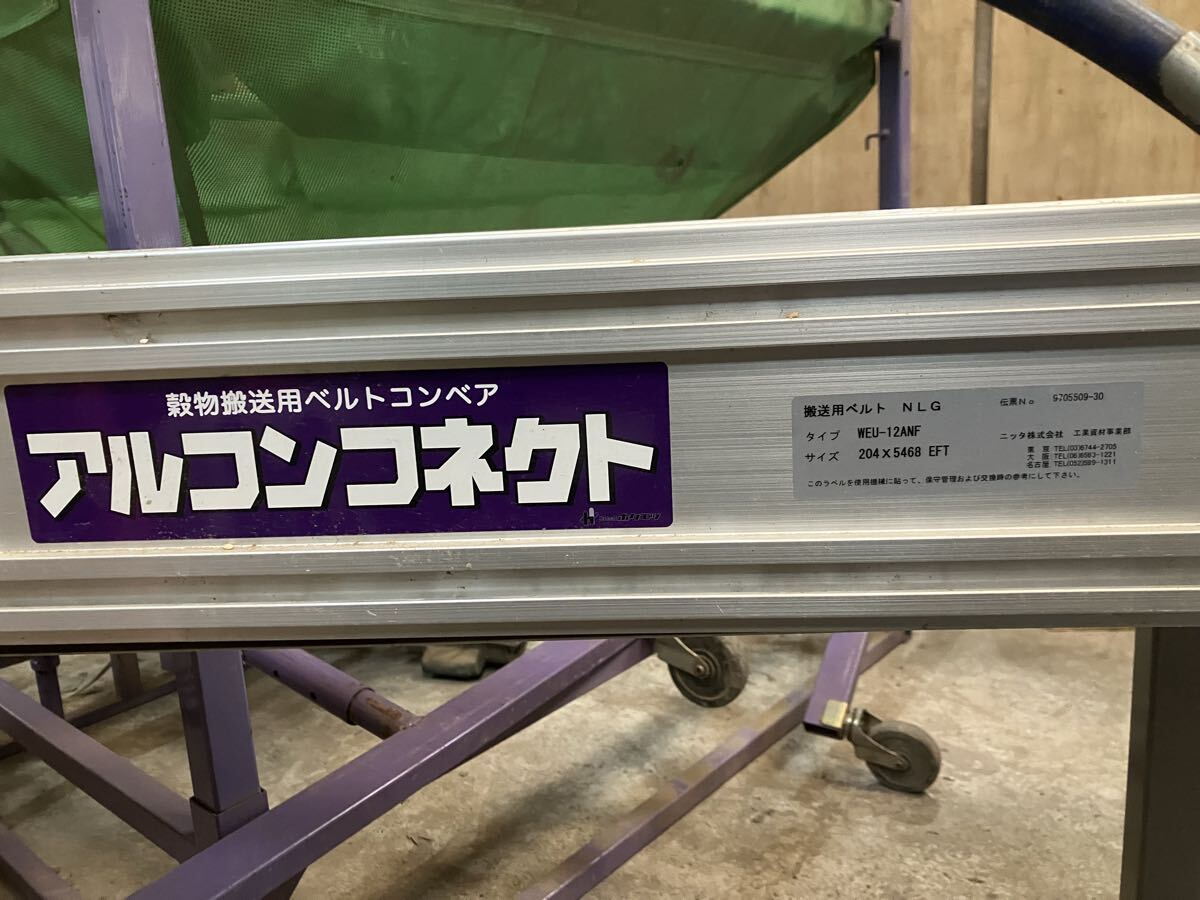 穀物搬送用ベルトコンベア
アルコンコネクト
搬送用ベルト NLG 伝票No 9705509-30
タイプ WEU-12ANF
サイズ 204×5468 EFT
ニッタ株式会社 工業資材事業部
東京 TEL(03)6744-2705
大阪 TEL(06)6563-1221
名古屋 TEL(052)589-1311
このラベルを使用機械に貼って、保守管理および交換時の参考にして下さい。